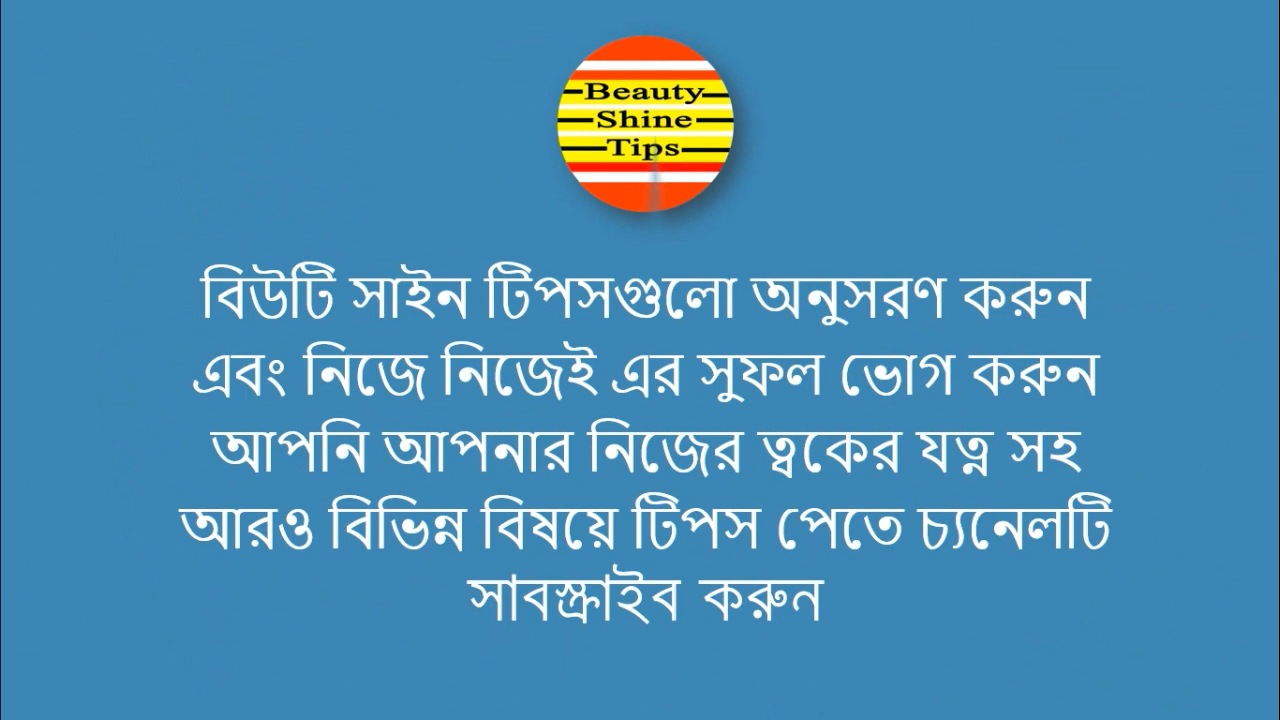 Beauty
Shine
Tips
বিউটি সাইন টিপসগুলো অনুসরণ করুন
এবং নিজে নিজেই এর সুফল ভোগ করুন
আপনি আপনার নিজের ত্বকের যত্ন সহ
আরও বিভিন্ন বিষয়ে টিপস পেতে চ্যনেলটি
সাবস্ক্রাইব করুন